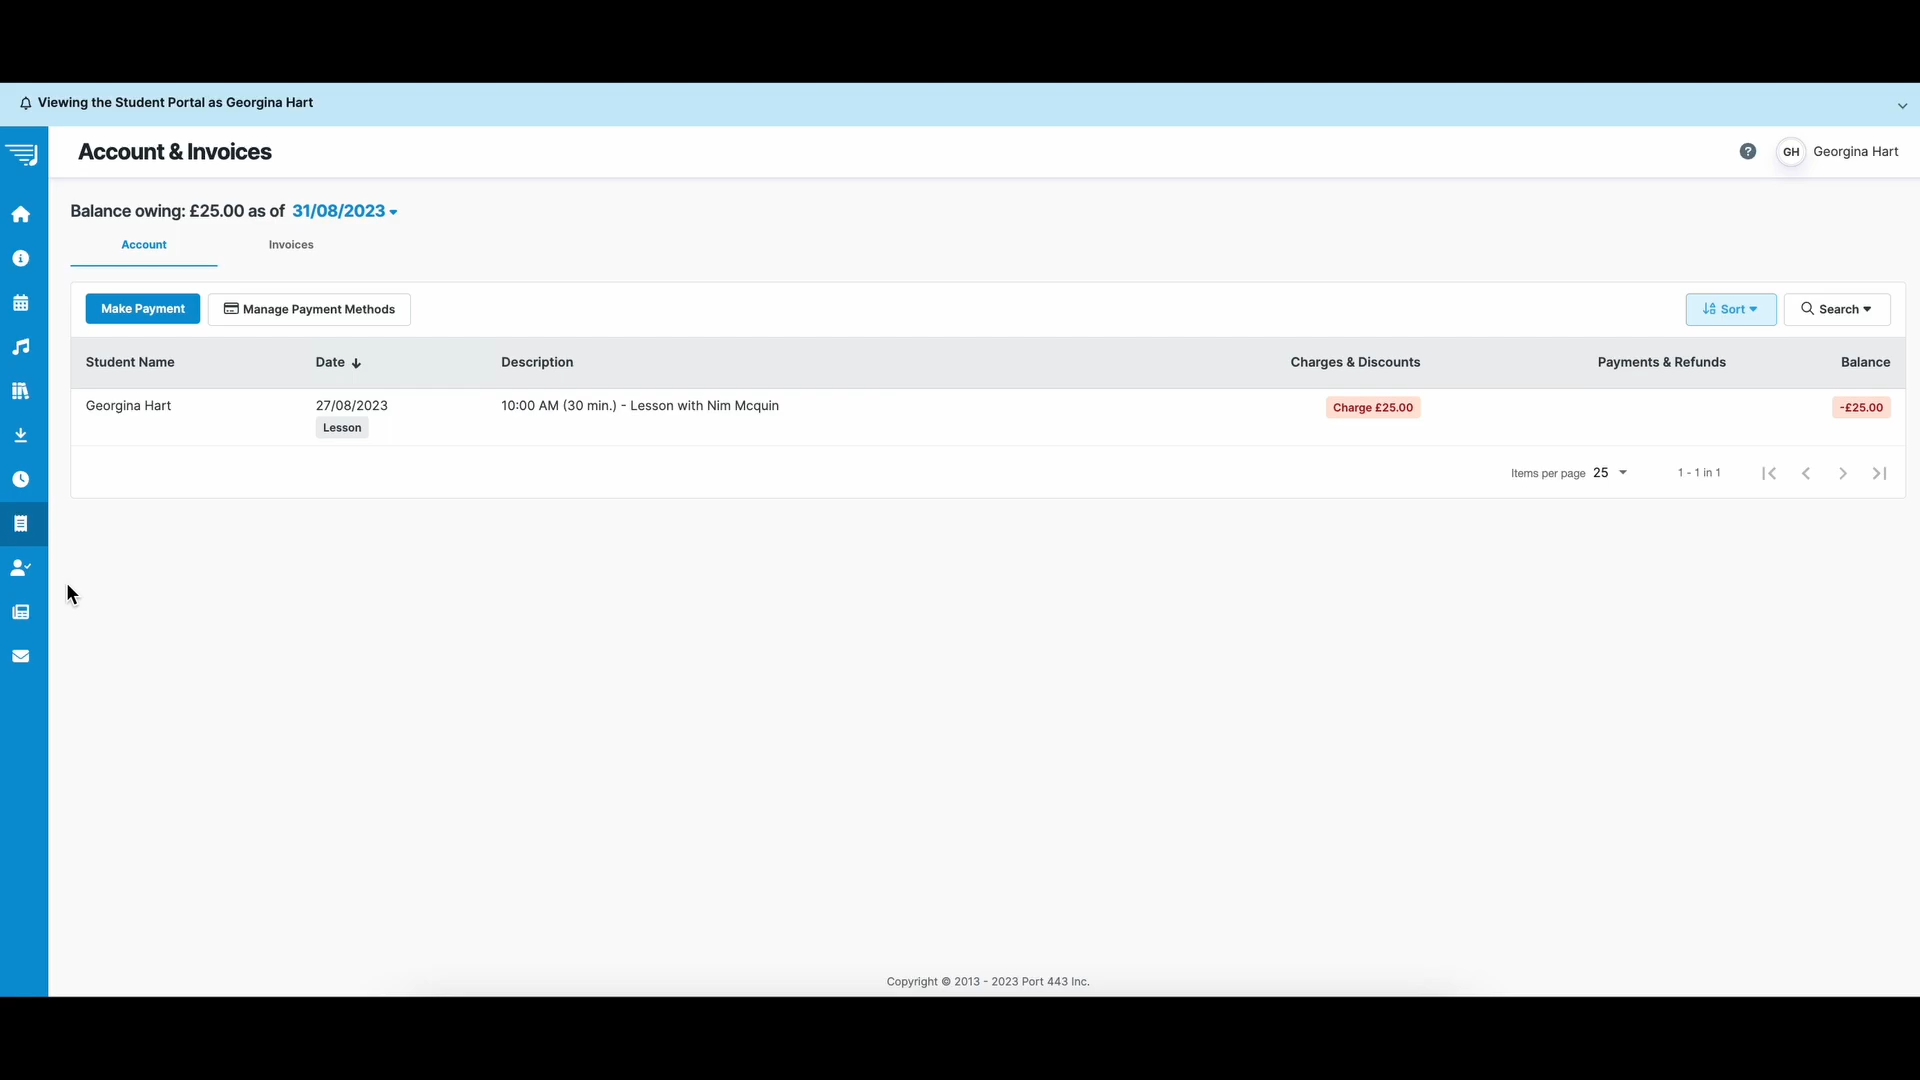 Viewing the Student Portal as Georgina Hart
Account & Invoices
? GH Georgina Hart
Balance owing: £25.00 as of 31/08/2023
Account Invoices
Make Payment Manage Payment Methods Sort Search
Student Name Date Description Charges & Discounts Payments & Refunds Balance
Georgina Hart 27/08/2023 10:00 AM (30 min.) - Lesson with Nim Mcquin Charge £25.00 -£25.00
Lesson
Items per page 25 1 - 1 in 1
Copyright © 2013 - 2023 Port 443 Inc.